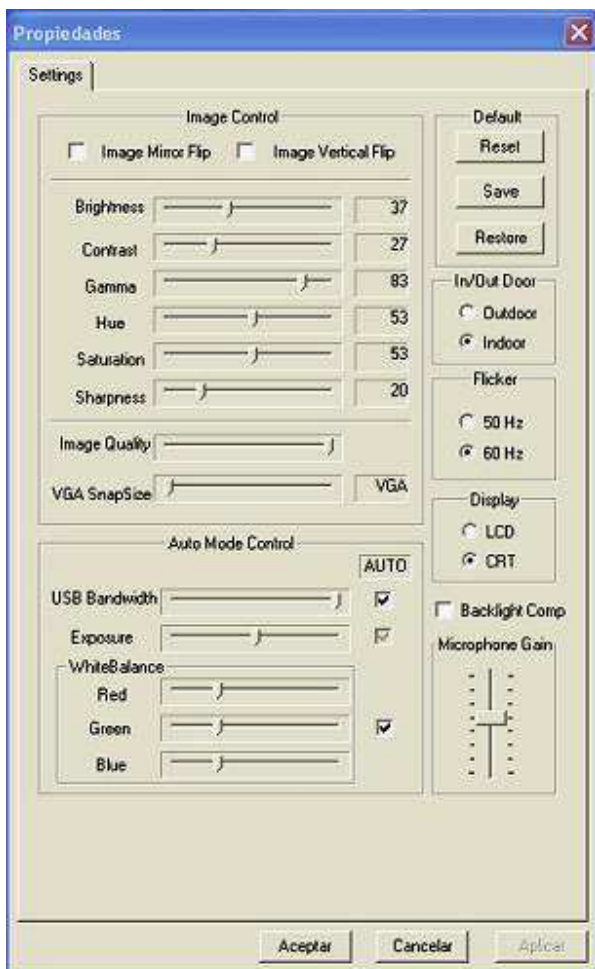 Propiedades
Settings
Image Control
Image Mirror Flip
Image Vertical Flip
Brightness 37
Contrast 27
Gamma 83
Hue 53
Saturation 53
Sharpness 20
Image Quality
VGA SnapSize VGA
Auto Mode Control
AUTO
USB Bandwidth
Exposure
WhiteBalance
Red
Green
Blue
Default
Reset
Save
Restore
In/Out Door
Outdoor
Indoor
Flicker
50 Hz
60 Hz
Display
LCD
CRT
Backlight Comp
Microphone Gain
Aceptar
Cancelar
Aplicar